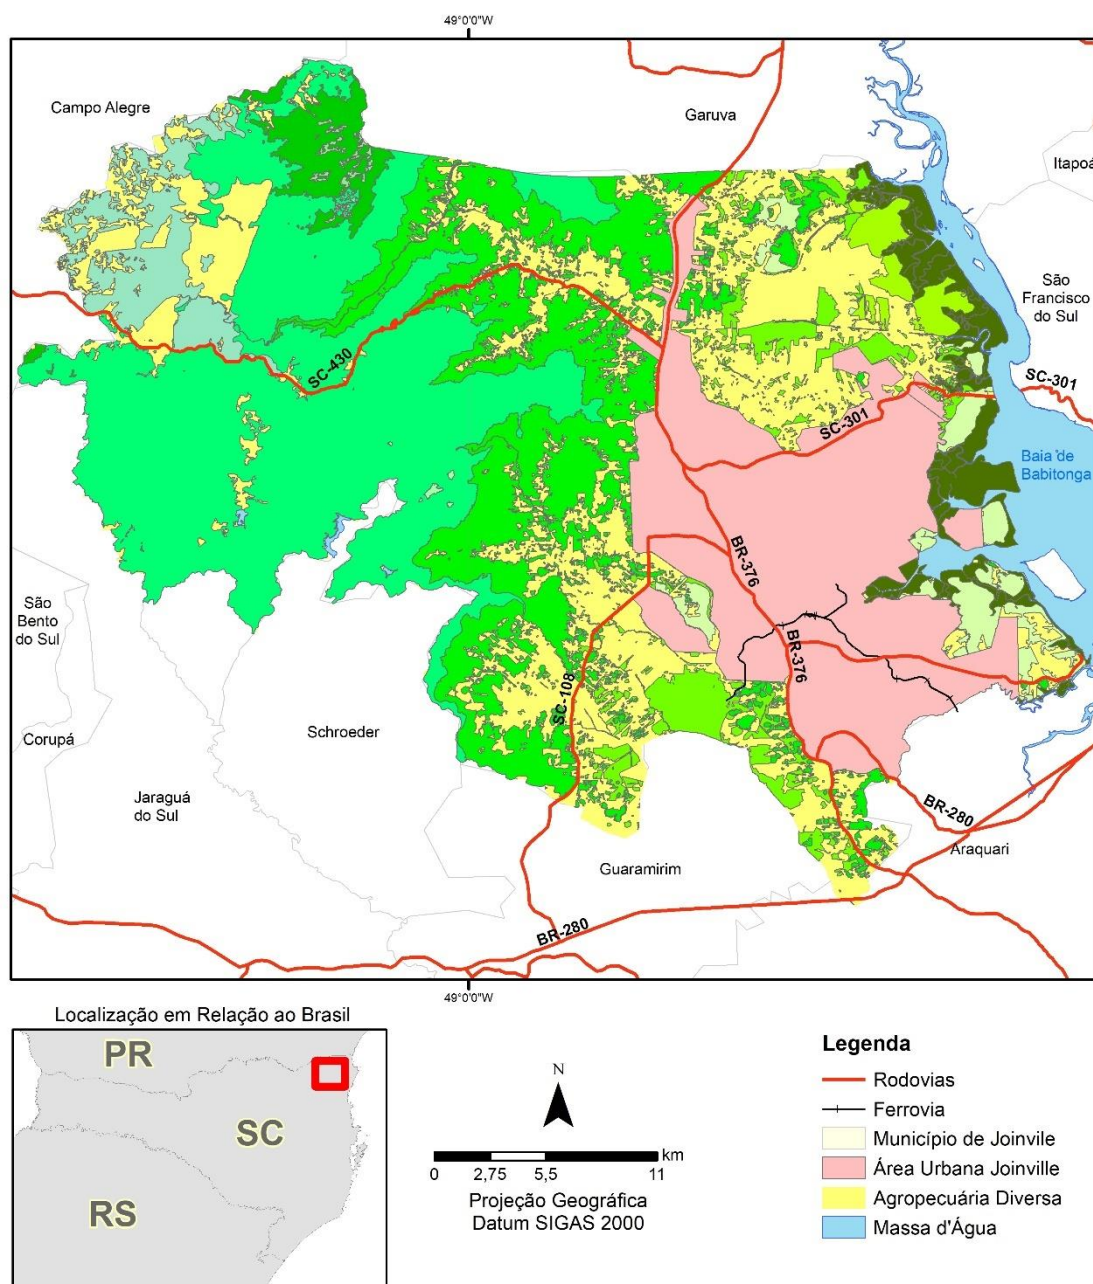 49°0'0"W
Campo Alegre
Garuva
Itapoá
São
Francisco
do Sul
SC-430
SC-301
SC-301
Baia de
Babitonga
BR-376
São
Bento
do Sul
BR-376
SC-108
Corupá
Schroeder
Jaraguá
do Sul
BR-280
Araquari
Guaramirim
BR-280
49°0'0"W
Localização em Relação ao Brasil
PR
SC
RS
N
km
0 2,75 5,5 11
Projeção Geográfica
Datum SIGAS 2000
Legenda
Rodovias
Ferrovia
Município de Joinvile
Área Urbana Joinville
Agropecuária Diversa
Massa d'Água